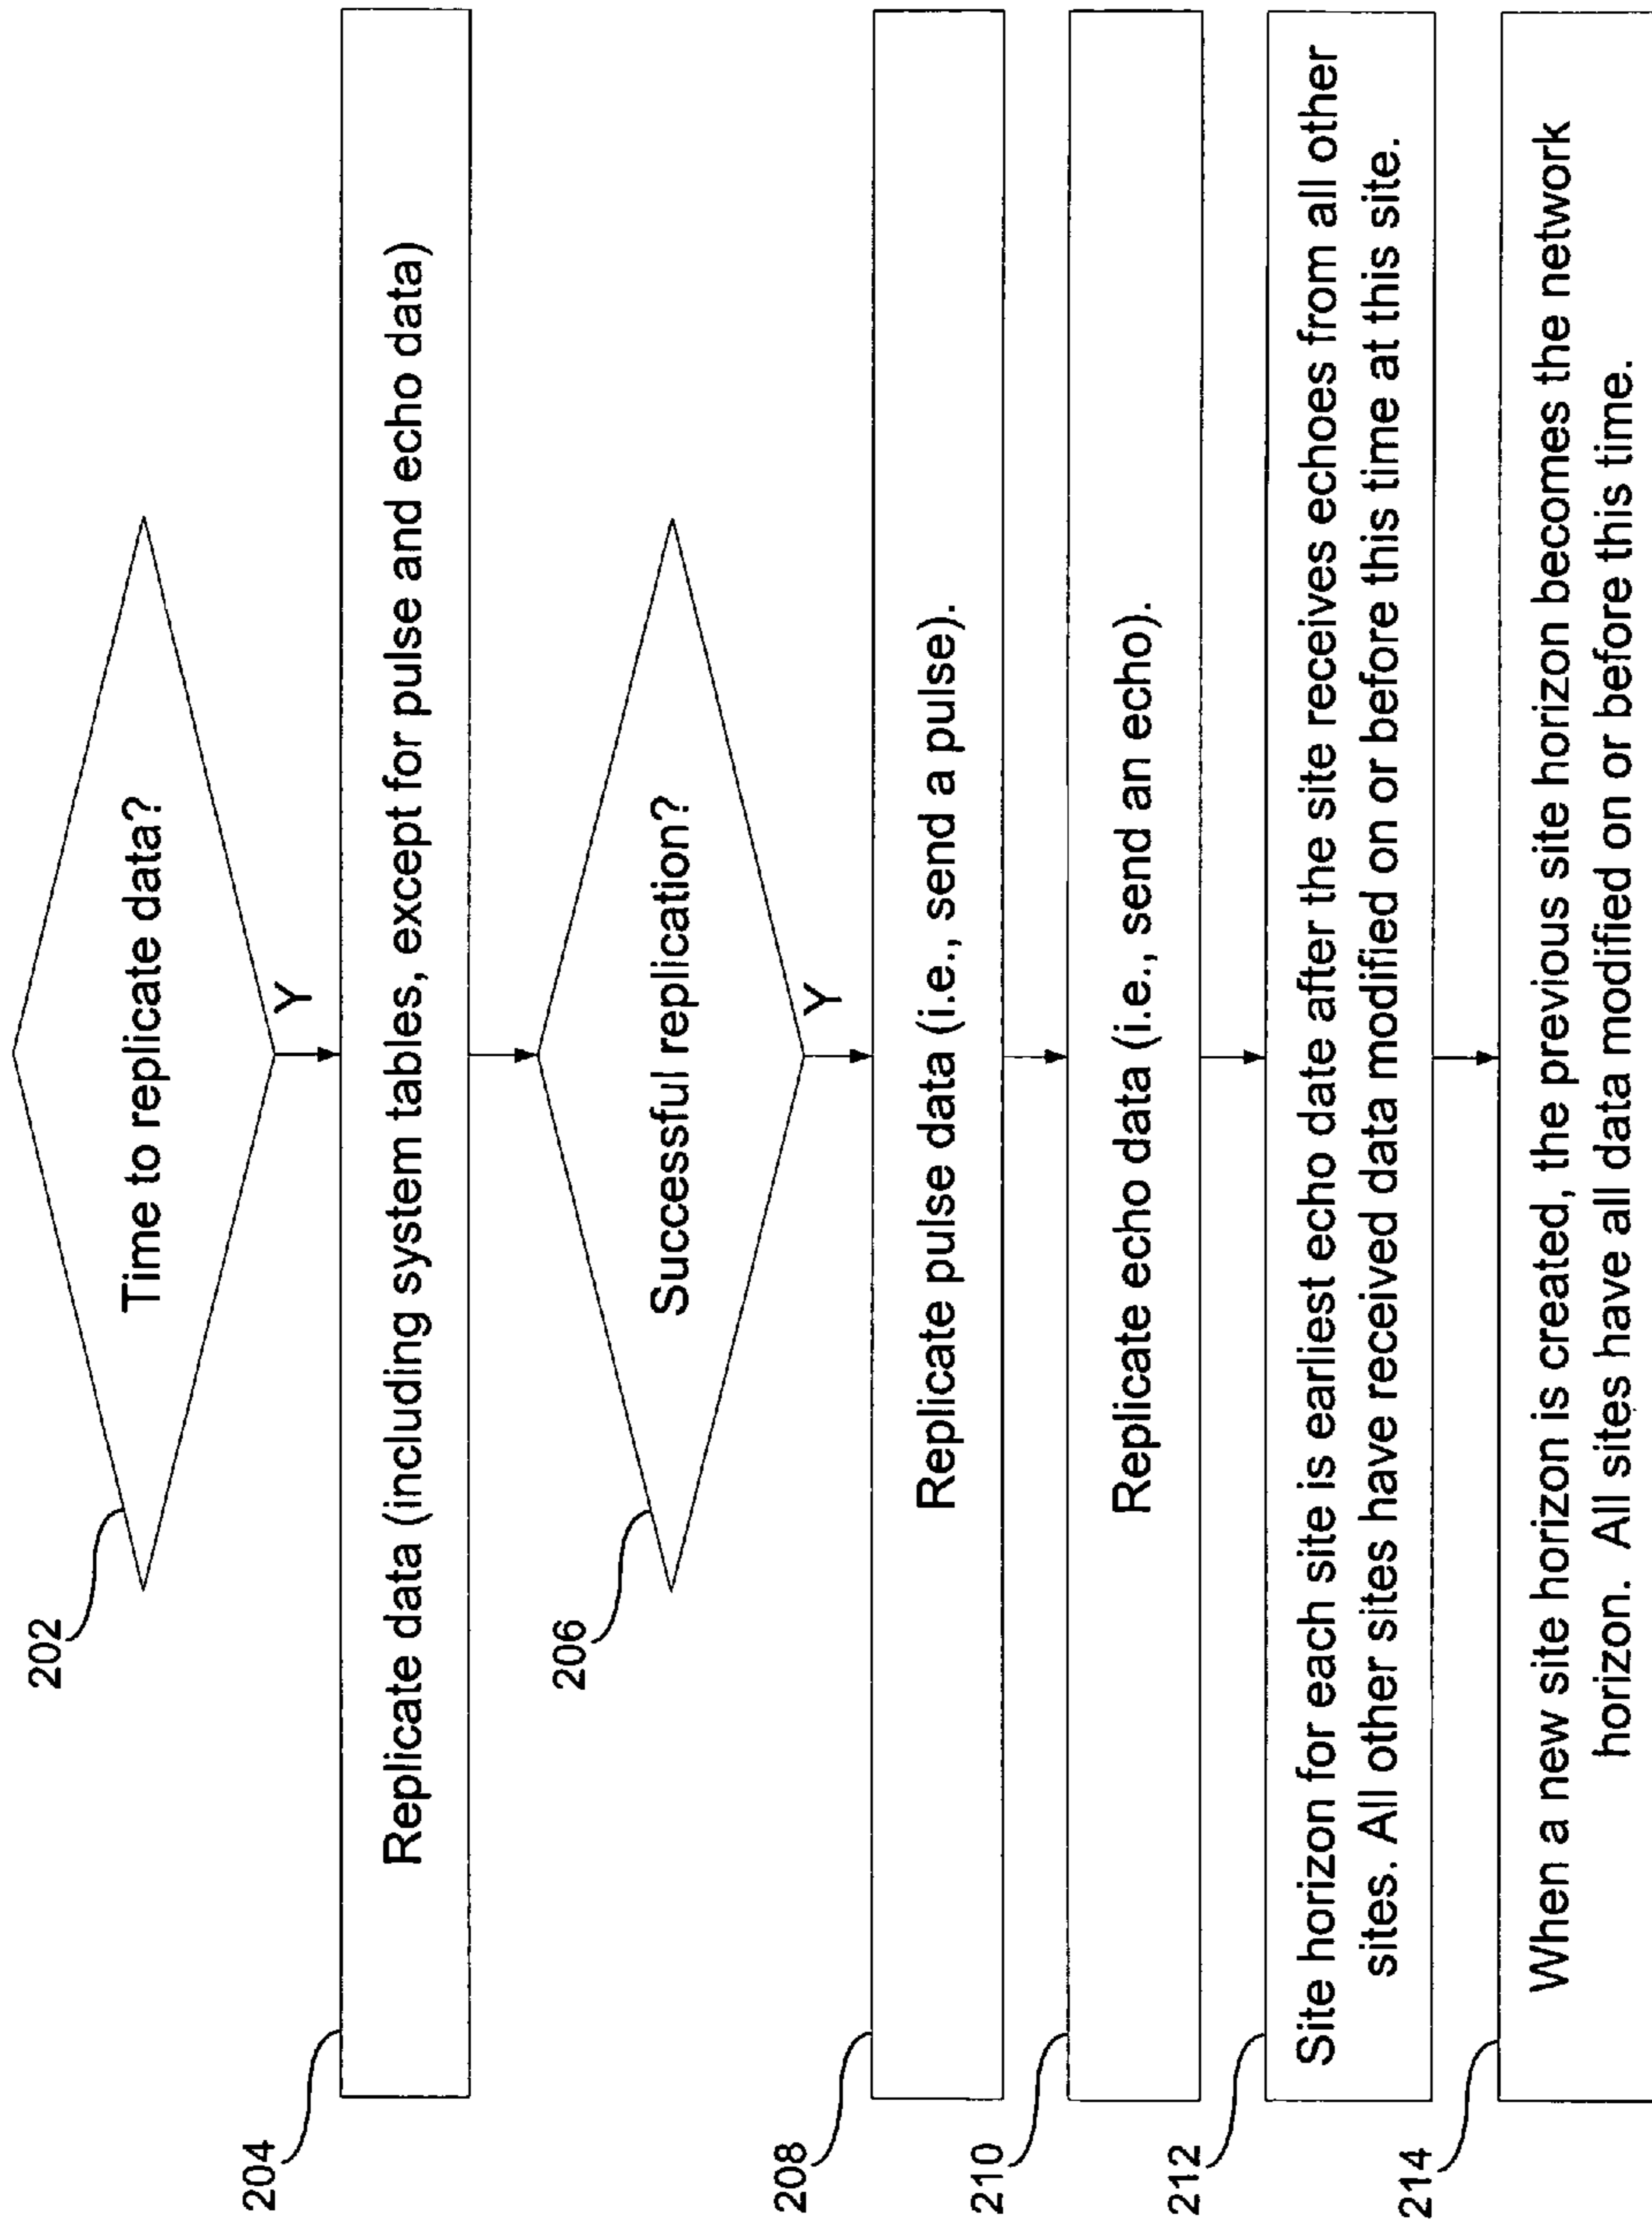 202
Time to replicate data?
Y
204
Replicate data (including system tables, except for pulse and echo data)
206
Successful replication?
Y
208
Replicate pulse data (i.e., send a pulse).
210
Replicate echo data (i.e., send an echo).
212
Site horizon for each site is earliest echo date after the site receives echoes from all other
sites. All other sites have received data modified on or before this time at this site.
214
When a new site horizon is created, the previous site horizon becomes the network
horizon. All sites have all data modified on or before this time.